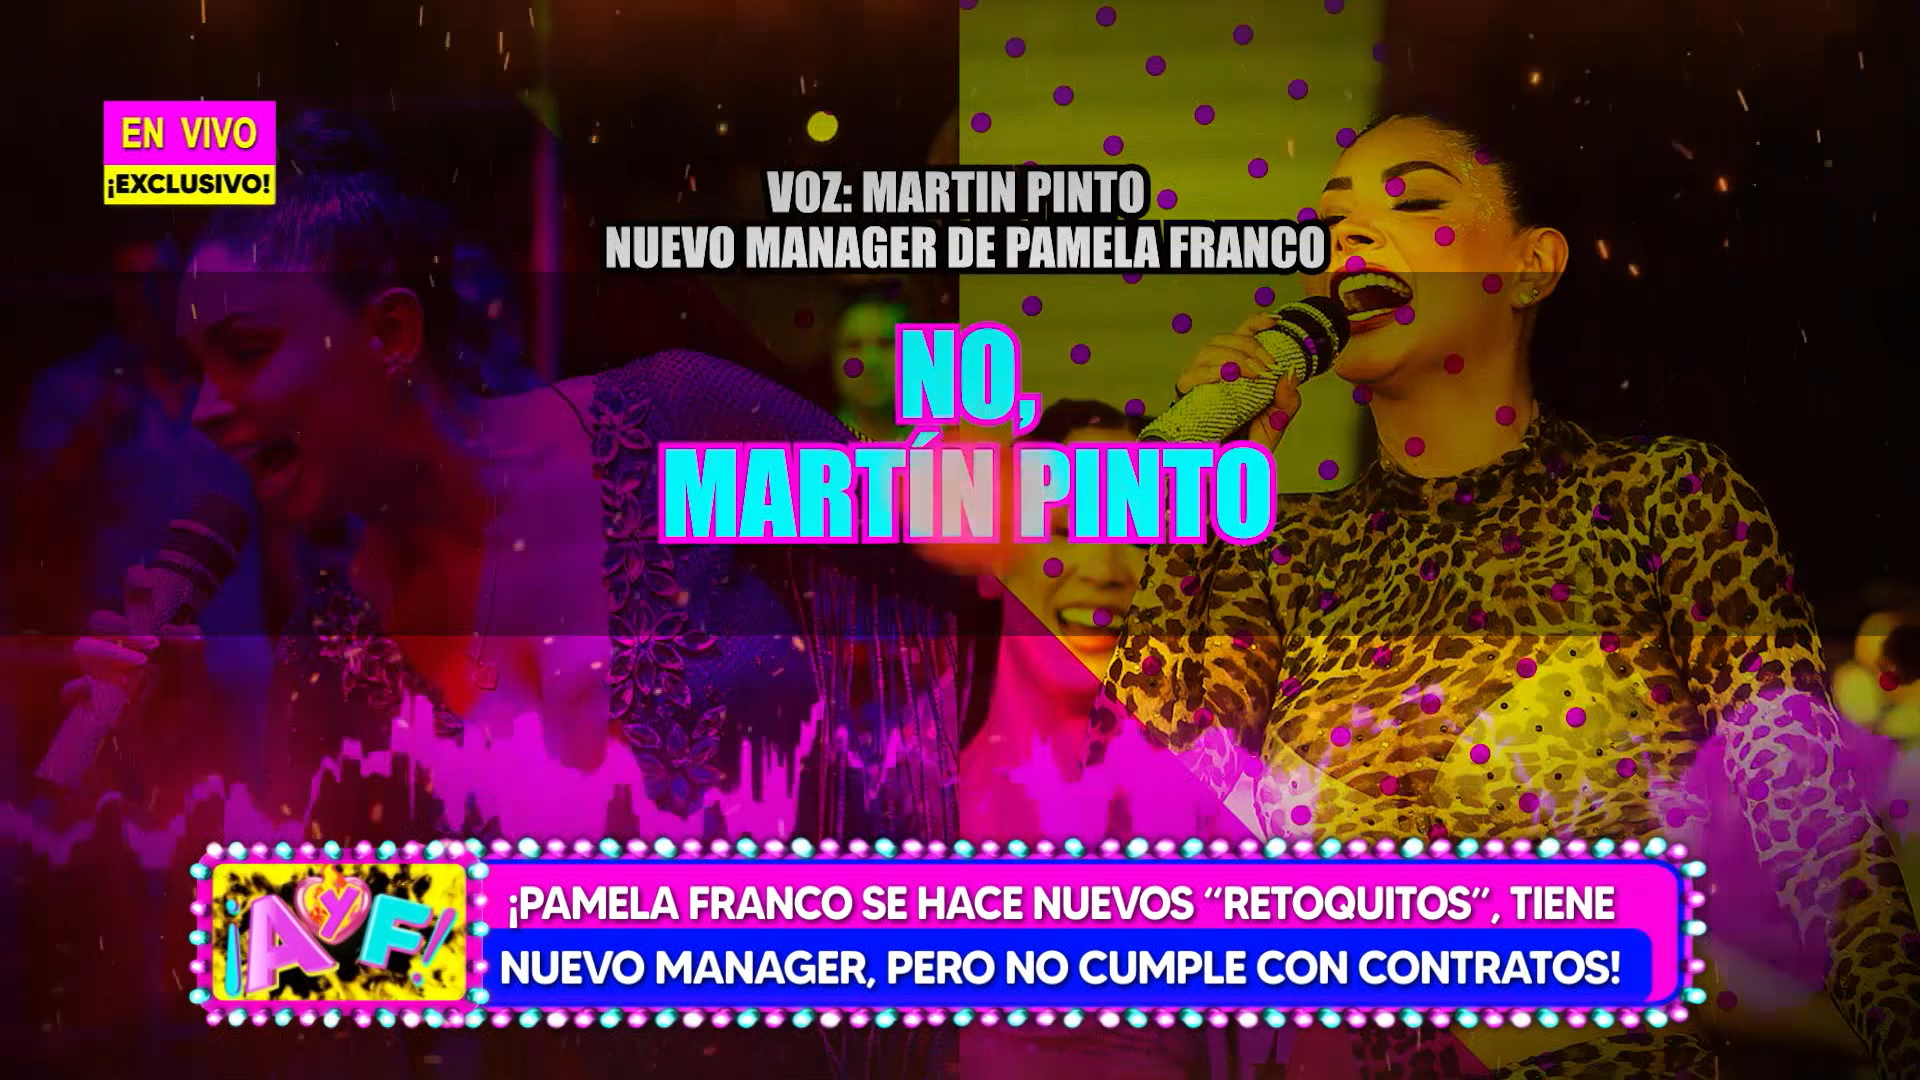 EN VIVO
¡EXCLUSIVO!
VOZ: MARTIN PINTO
NUEVO MANAGER DE PAMELA FRANCO
NO,
MARTÍN PINTO
¡AyF!
¡PAMELA FRANCO SE HACE NUEVOS “RETOQUITOS”, TIENE
NUEVO MANAGER, PERO NO CUMPLE CON CONTRATOS!